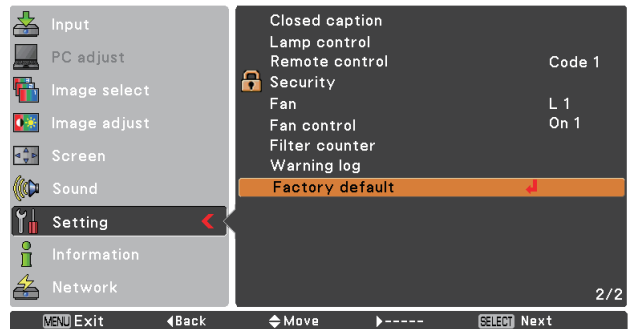 Input
PC adjust
Image select
Image adjust
Screen
Sound
Setting
Information
Network
Closed caption
Lamp control
Remote control Code 1
Security
Fan L 1
Fan control On 1
Filter counter
Warning log
Factory default
2/2
MENU Exit Back Move ----- SELECT Next